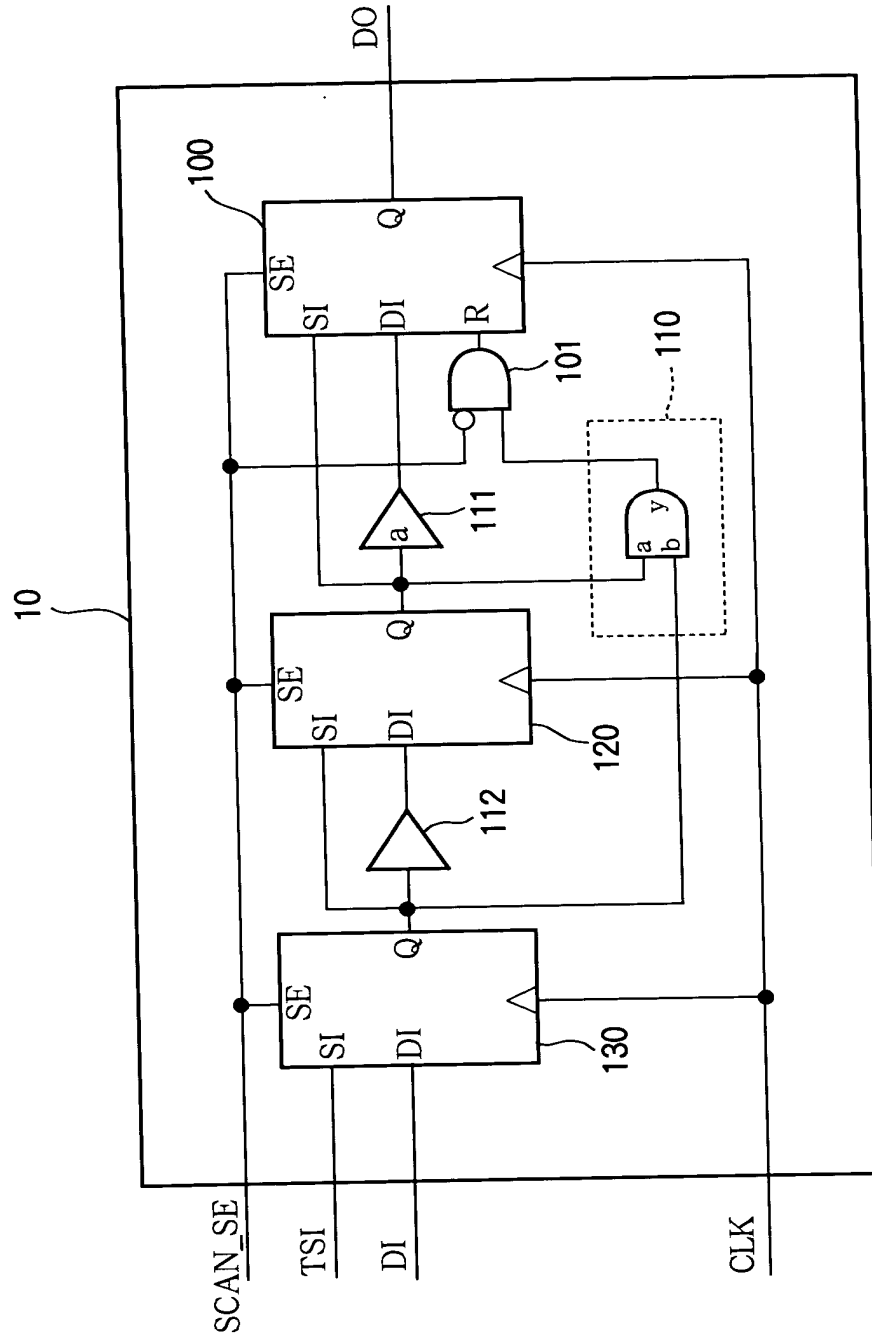 10
SCAN_SE
TSI
DI
CLK
DO
SE
SI
DI
Q
130
112
SE
SI
DI
Q
120
a
111
SE
SI
DI
R
Q
100
101
a
b
y
110